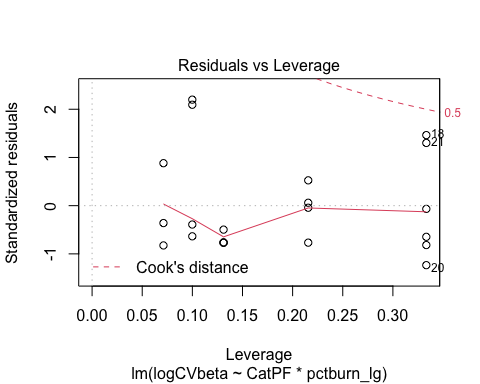 Residuals vs Leverage
Standardized residuals
2
1
0
-1
0.5
18
21
20
Cook's distance
0.00 0.05 0.10 0.15 0.20 0.25 0.30
Leverage
lm(logCVbeta ~ CatPF * pctburn_lg)